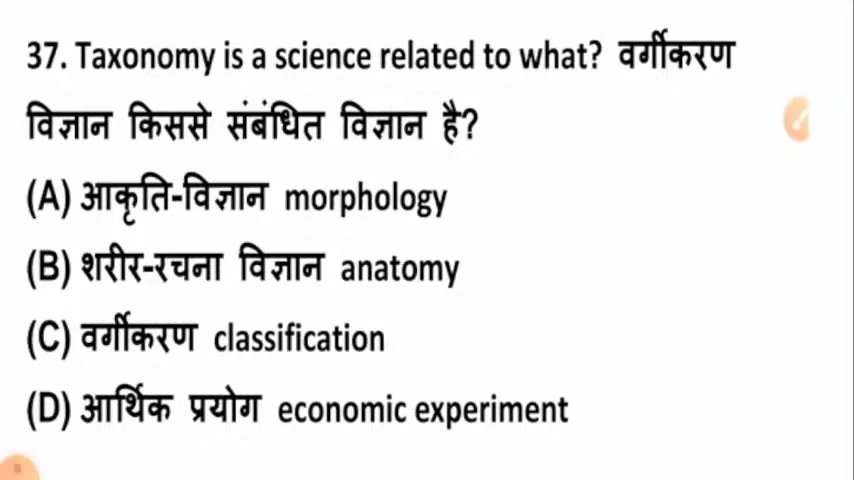 37. Taxonomy is a science related to what? वर्गीकरण
विज्ञान किससे संबंधित विज्ञान है?
(A) आकृति-विज्ञान morphology
(B) शरीर-रचना विज्ञान anatomy
(C) वर्गीकरण classification
(D) आर्थिक प्रयोग economic experiment